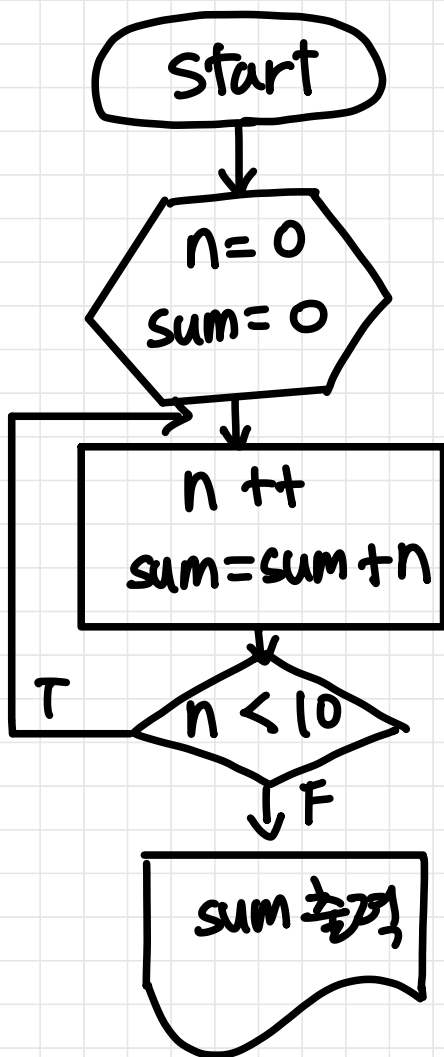 Start
n = 0
sum = 0
n ++
sum = sum + n
n < 10
T
F
sum 출력